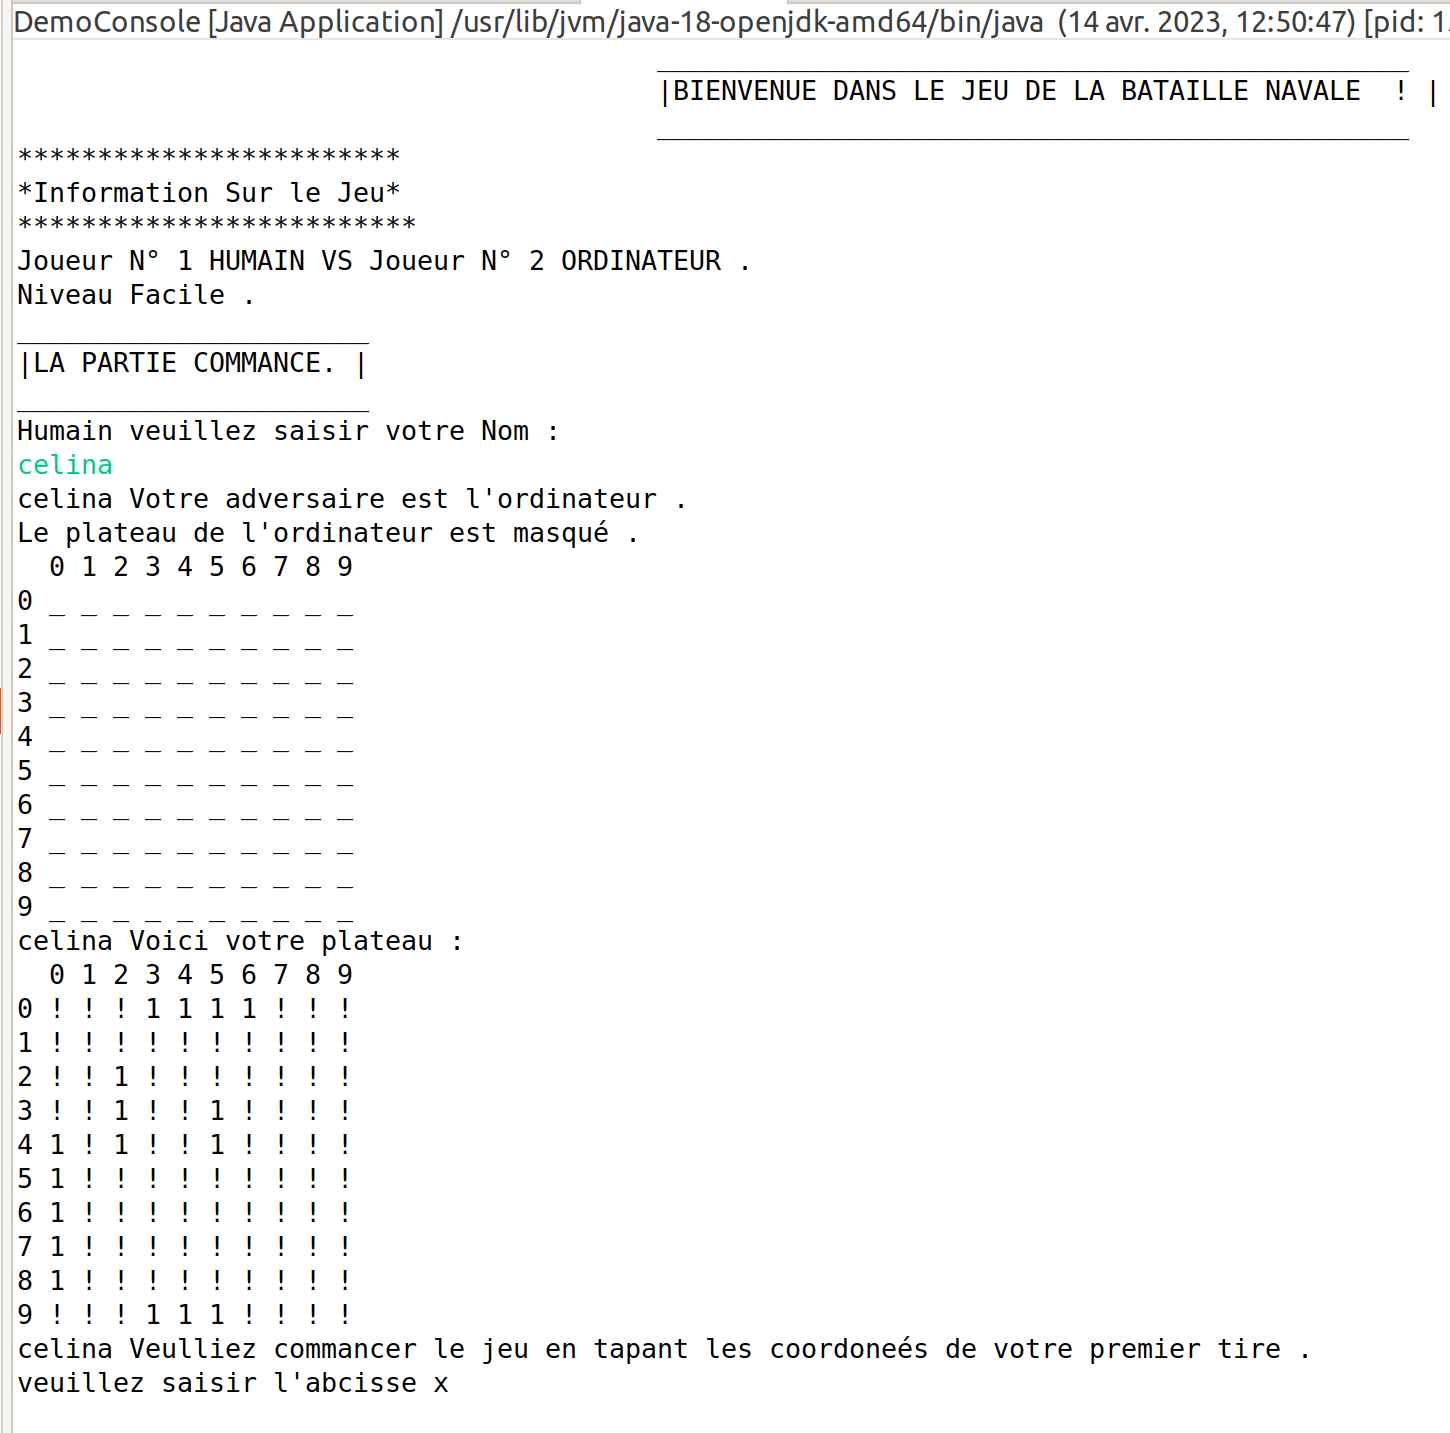 DemoConsole [Java Application] /usr/lib/jvm/java-18-openjdk-amd64/bin/java (14 avr. 2023, 12:50:47) [pid: 1
_______________________________________________
|BIENVENUE DANS LE JEU DE LA BATAILLE NAVALE  ! |
_______________________________________________
************************
*Information Sur le Jeu*
*************************
Joueur N° 1 HUMAIN VS Joueur N° 2 ORDINATEUR .
Niveau Facile .
______________________
|LA PARTIE COMMANCE. |
______________________
Humain veuillez saisir votre Nom :
celina
celina Votre adversaire est l'ordinateur .
Le plateau de l'ordinateur est masqué .
  0 1 2 3 4 5 6 7 8 9
0 _ _ _ _ _ _ _ _ _ _
1 _ _ _ _ _ _ _ _ _ _
2 _ _ _ _ _ _ _ _ _ _
3 _ _ _ _ _ _ _ _ _ _
4 _ _ _ _ _ _ _ _ _ _
5 _ _ _ _ _ _ _ _ _ _
6 _ _ _ _ _ _ _ _ _ _
7 _ _ _ _ _ _ _ _ _ _
8 _ _ _ _ _ _ _ _ _ _
9 _ _ _ _ _ _ _ _ _ _
celina Voici votre plateau :
  0 1 2 3 4 5 6 7 8 9
0 ! ! ! 1 1 1 1 ! ! !
1 ! ! ! ! ! ! ! ! ! !
2 ! ! 1 ! ! ! ! ! ! !
3 ! ! 1 ! ! 1 ! ! ! !
4 1 ! 1 ! ! 1 ! ! ! !
5 1 ! ! ! ! ! ! ! ! !
6 1 ! ! ! ! ! ! ! ! !
7 1 ! ! ! ! ! ! ! ! !
8 1 ! ! ! ! ! ! ! ! !
9 ! ! ! 1 1 1 ! ! ! !
celina Veulliez commancer le jeu en tapant les coordoneés de votre premier tire .
veuillez saisir l'abcisse x